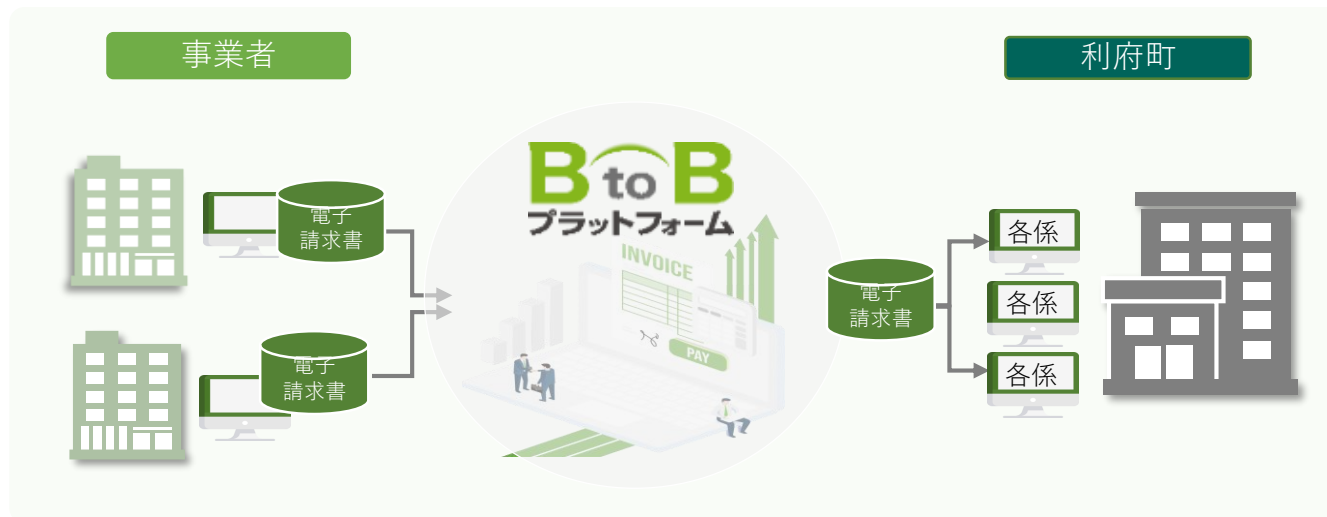 事業者
利府町
B to B
プラットフォーム
電子
請求書
電子
請求書
INVOICE
PAY
電子
請求書
各係
各係
各係